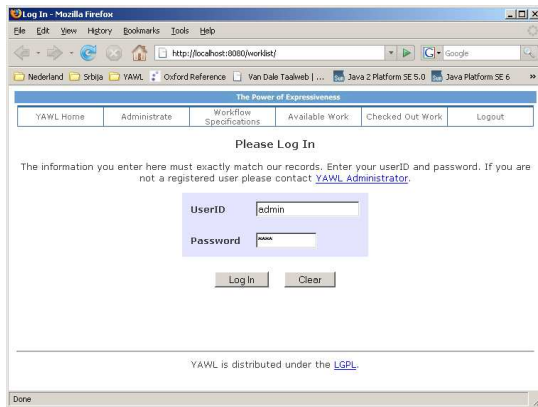 Log In - Mozilla Firefox
File Edit View History Bookmarks Tools Help
http://localhost:8080/worklist/
Google
Nederland Srbija YAWL Oxford Reference Van Dale Taalweb | ... Java 2 Platform SE 5.0 Java Platform SE 6 »
The Power of Expressiveness
YAWL Home Administrate Workflow Specifications Available Work Checked Out Work Logout
Please Log In
The information you enter here must exactly match our records. Enter your userID and password. If you are
not a registered user please contact YAWL Administrator.
UserID admin
Password ****
Log In Clear
YAWL is distributed under the LGPL.
Done